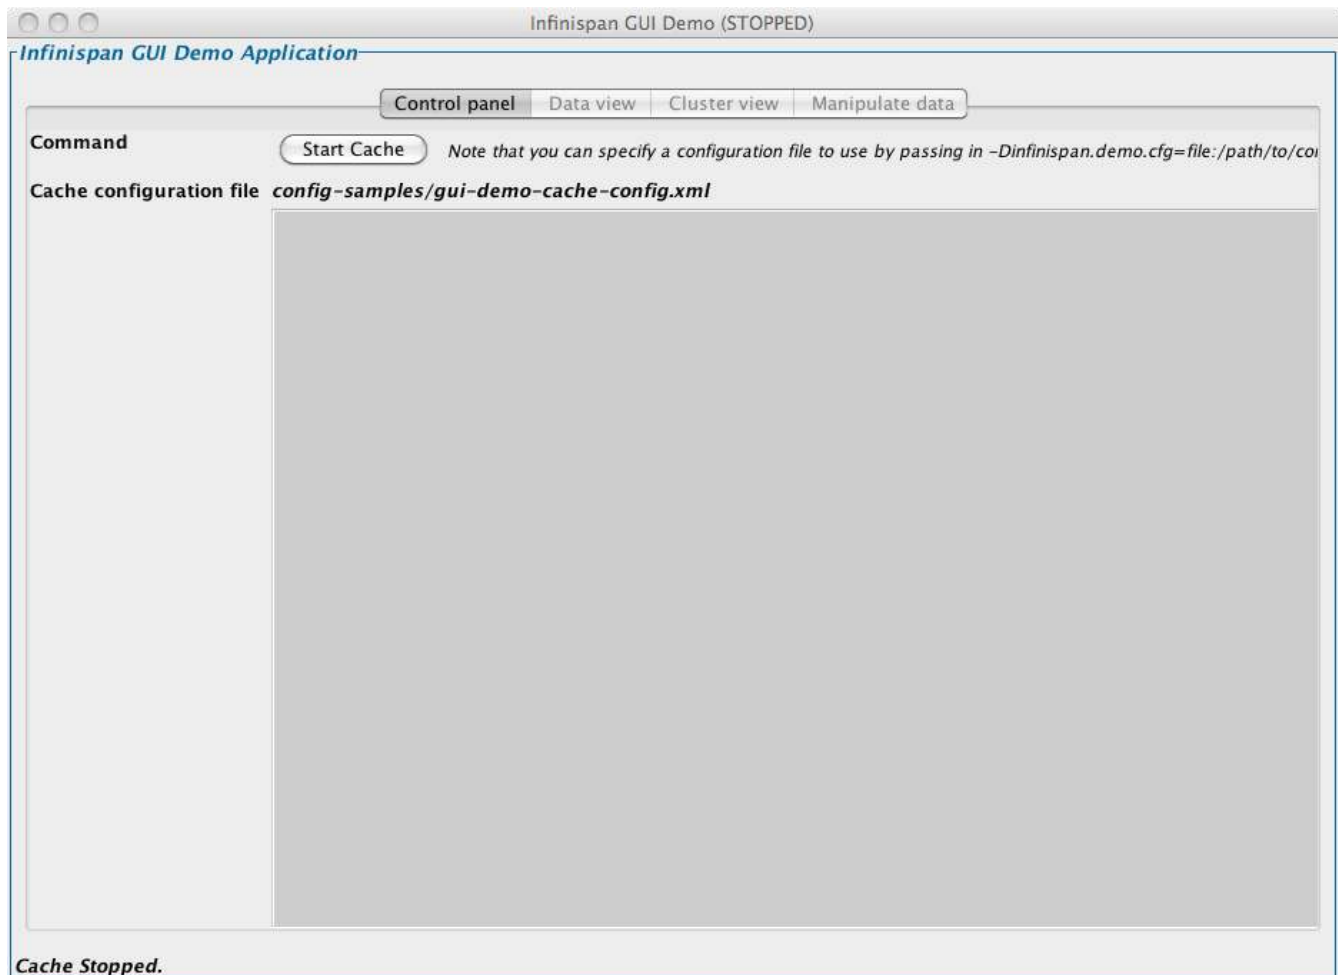 Infinispan GUI Demo (STOPPED)
Infinispan GUI Demo Application
Control panel Data view Cluster view Manipulate data
Command Start Cache Note that you can specify a configuration file to use by passing in -Dinfinispan.demo.cfg=file:/path/to/
Cache configuration file config-samples/gui-demo-cache-config.xml
Cache Stopped.